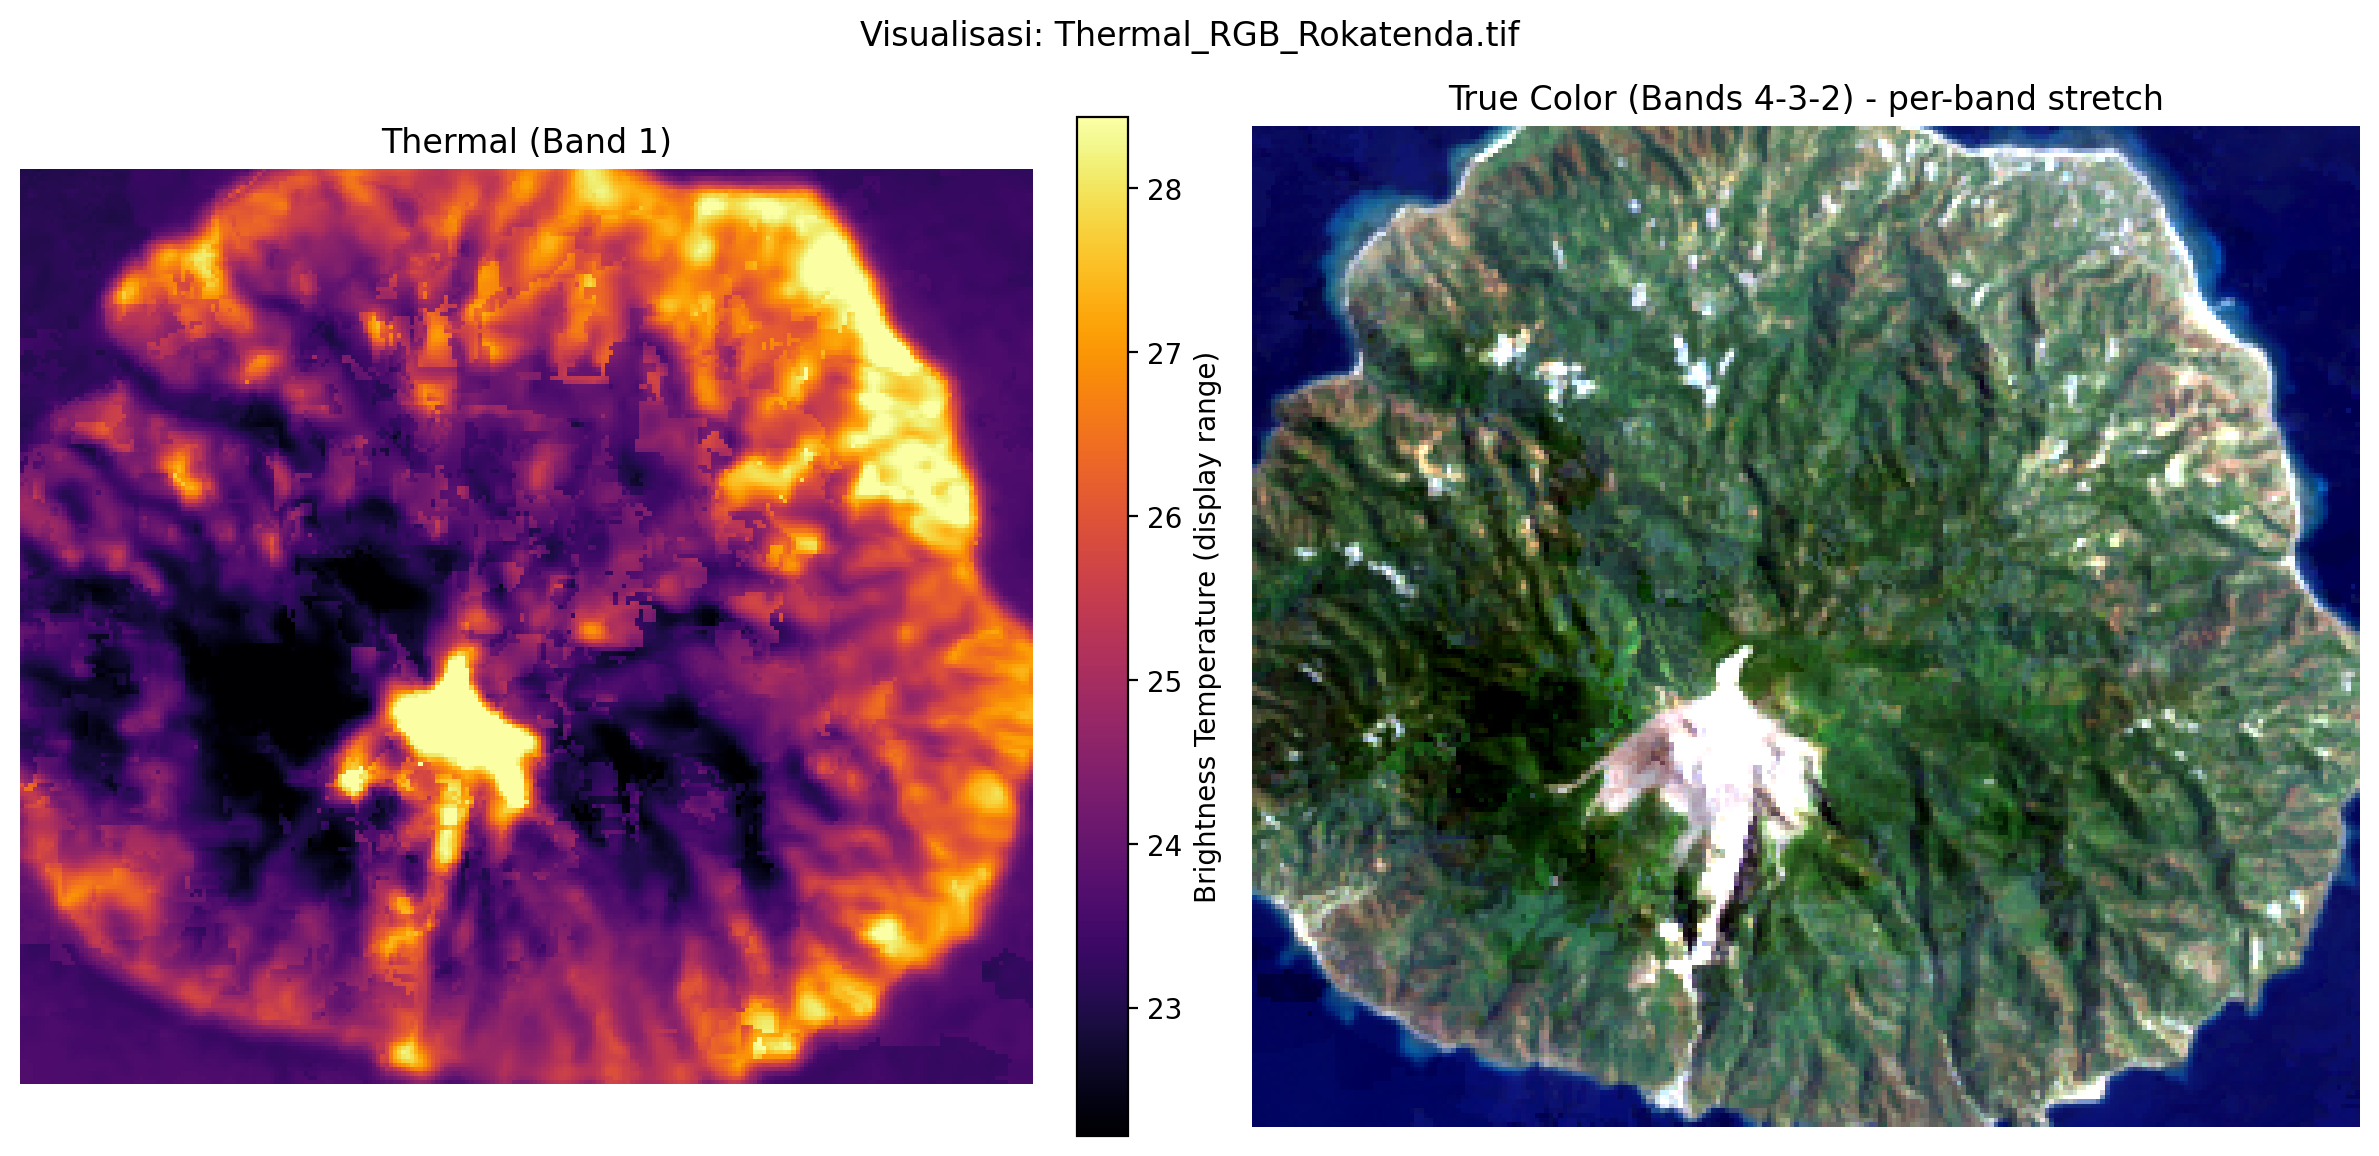 Visualisasi: Thermal_RGB_Rokatenda.tif
Thermal (Band 1)
28
27
26
25
24
23
Brightness Temperature (display range)
True Color (Bands 4-3-2) - per-band stretch